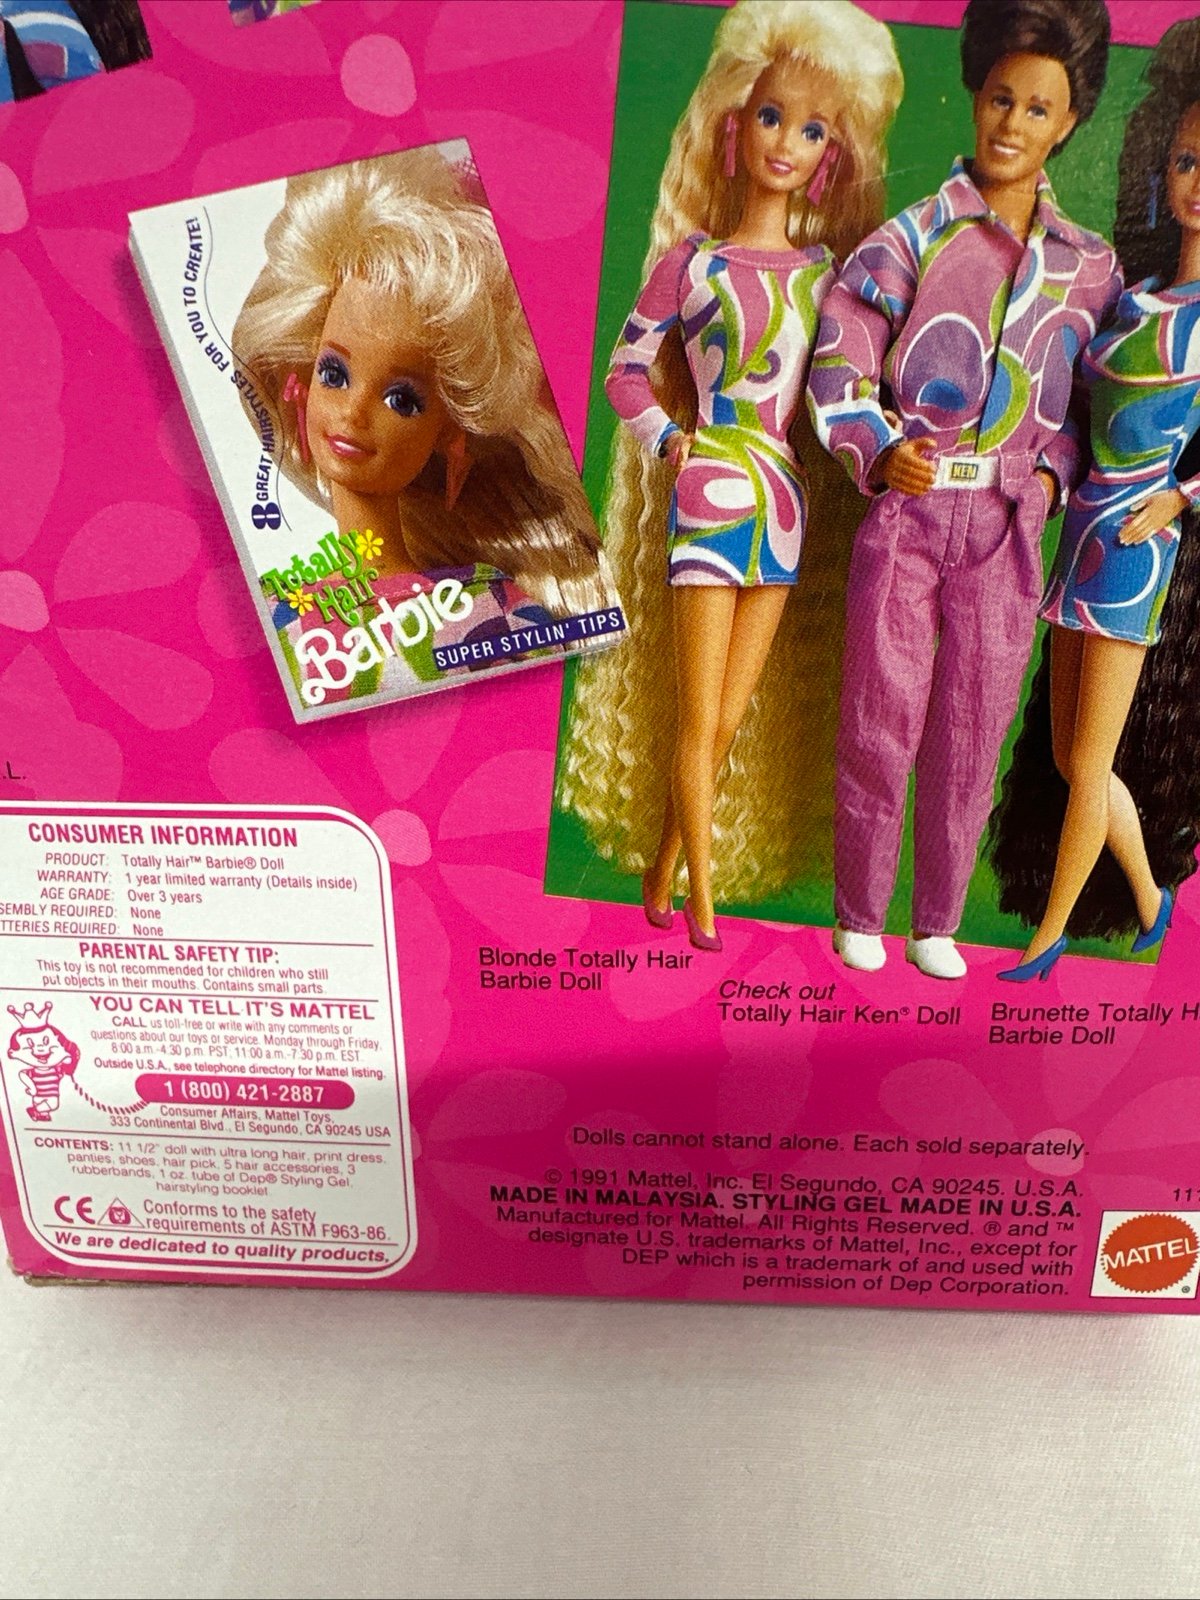 8 GREAT HAIRSTYLES FOR YOU TO CREATE!
Totally
Hair
Barbie
SUPER STYLIN' TIPS
KEN
.L.
CONSUMER INFORMATION
PRODUCT: Totally Hair™ Barbie® Doll
WARRANTY: 1 year limited warranty (Details inside)
AGE GRADE: Over 3 years
SEMBLY REQUIRED: None
TTERIES REQUIRED: None
PARENTAL SAFETY TIP:
This toy is not recommended for children who still
put objects in their mouths. Contains small parts.
YOU CAN TELL IT'S MATTEL
CALL us toll-free or write with any comments or
questions about our toys or service. Monday through Friday,
8:00 a.m.-4:30 p.m. PST; 11:00 a.m.-7:30 p.m. EST.
Outside U.S.A., see telephone directory for Mattel listing.
1 (800) 421-2887
Consumer Affairs, Mattel Toys,
333 Continental Blvd., El Segundo, CA 90245 USA
CONTENTS: 11 1/2" doll with ultra long hair, print dress,
panties, shoes, hair pick, 5 hair accessories, 3
rubberbands, 1 oz. tube of Dep® Styling Gel,
hairstyling booklet
CE Conforms to the safety
requirements of ASTM F963-86.
We are dedicated to quality products.
Blonde Totally Hair
Barbie Doll
Check out
Totally Hair Ken® Doll
Brunette Totally H
Barbie Doll
Dolls cannot stand alone. Each sold separately.
© 1991 Mattel, Inc. El Segundo, CA 90245. U.S.A.
MADE IN MALAYSIA. STYLING GEL MADE IN U.S.A.
Manufactured for Mattel. All Rights Reserved. ® and ™
designate U.S. trademarks of Mattel, Inc., except for
DEP which is a trademark of and used with
permission of Dep Corporation.
11
MATTEL
®